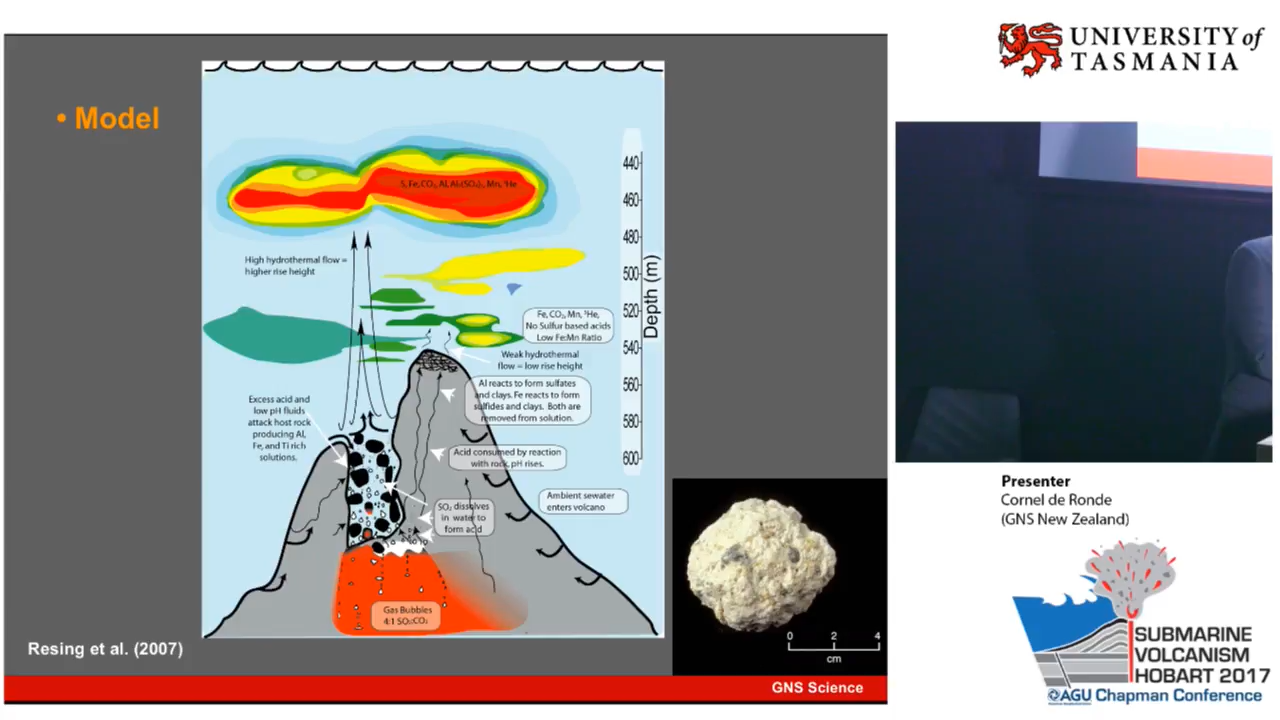 • Model
S, Fe, CO₂, Al, Al₂(SO₄)₃, Mn, ³He
High hydrothermal flow =
higher rise height
440
460
480
500
520
540
560
580
600
Depth (m)
Fe, CO₂, Mn, ³He,
No Sulfur based acids
Low Fe:Mn Ratio
Weak hydrothermal
flow = low rise height
Al reacts to form sulfates
and clays. Fe reacts to form
sulfides and clays. Both are
removed from solution.
Excess acid and
low pH fluids
attack host rock
producing Al,
Fe, and Ti rich
solutions.
Acid consumed by reaction
with rock, pH rises.
Ambient sewater
enters volcano
SO₂ dissolves
in water to
form acid
Gas Bubbles
4:1 SO₂:CO₂
Resing et al. (2007)
0 2 4
cm
GNS Science
UNIVERSITY of
TASMANIA
Presenter
Cornel de Ronde
(GNS New Zealand)
SUBMARINE
VOLCANISM
HOBART 2017
AGU Chapman Conference